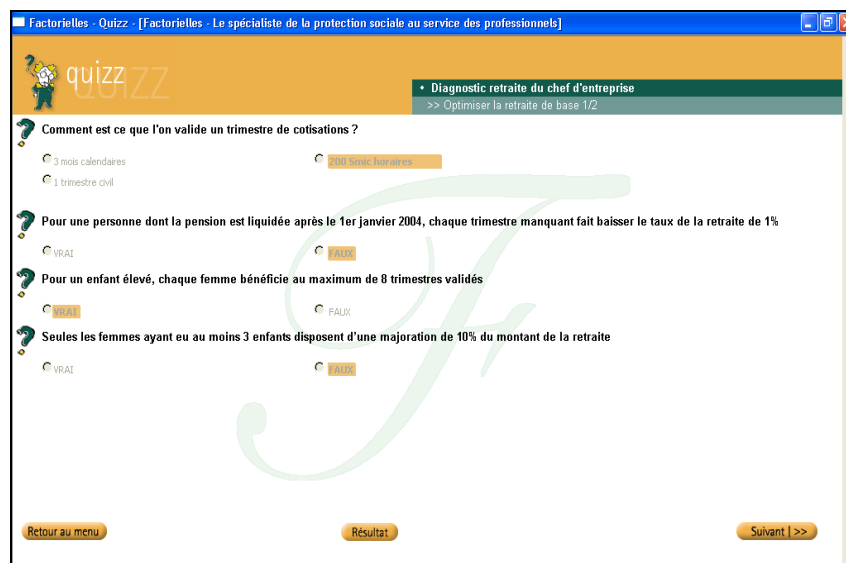 Factorielles - Quizz - [Factorielles - Le spécialiste de la protection sociale au service des professionnels]
quizz
QUIZZ
• Diagnostic retraite du chef d'entreprise
>> Optimiser la retraite de base 1/2
Comment est ce que l'on valide un trimestre de cotisations ?
3 mois calendaires
200 Smic horaires
1 trimestre civil
Pour une personne dont la pension est liquidée après le 1er janvier 2004, chaque trimestre manquant fait baisser le taux de la retraite de 1%
VRAI
FAUX
Pour un enfant élevé, chaque femme bénéficie au maximum de 8 trimestres validés
VRAI
FAUX
Seules les femmes ayant eu au moins 3 enfants disposent d'une majoration de 10% du montant de la retraite
VRAI
FAUX
Retour au menu
Résultat
Suivant | >>